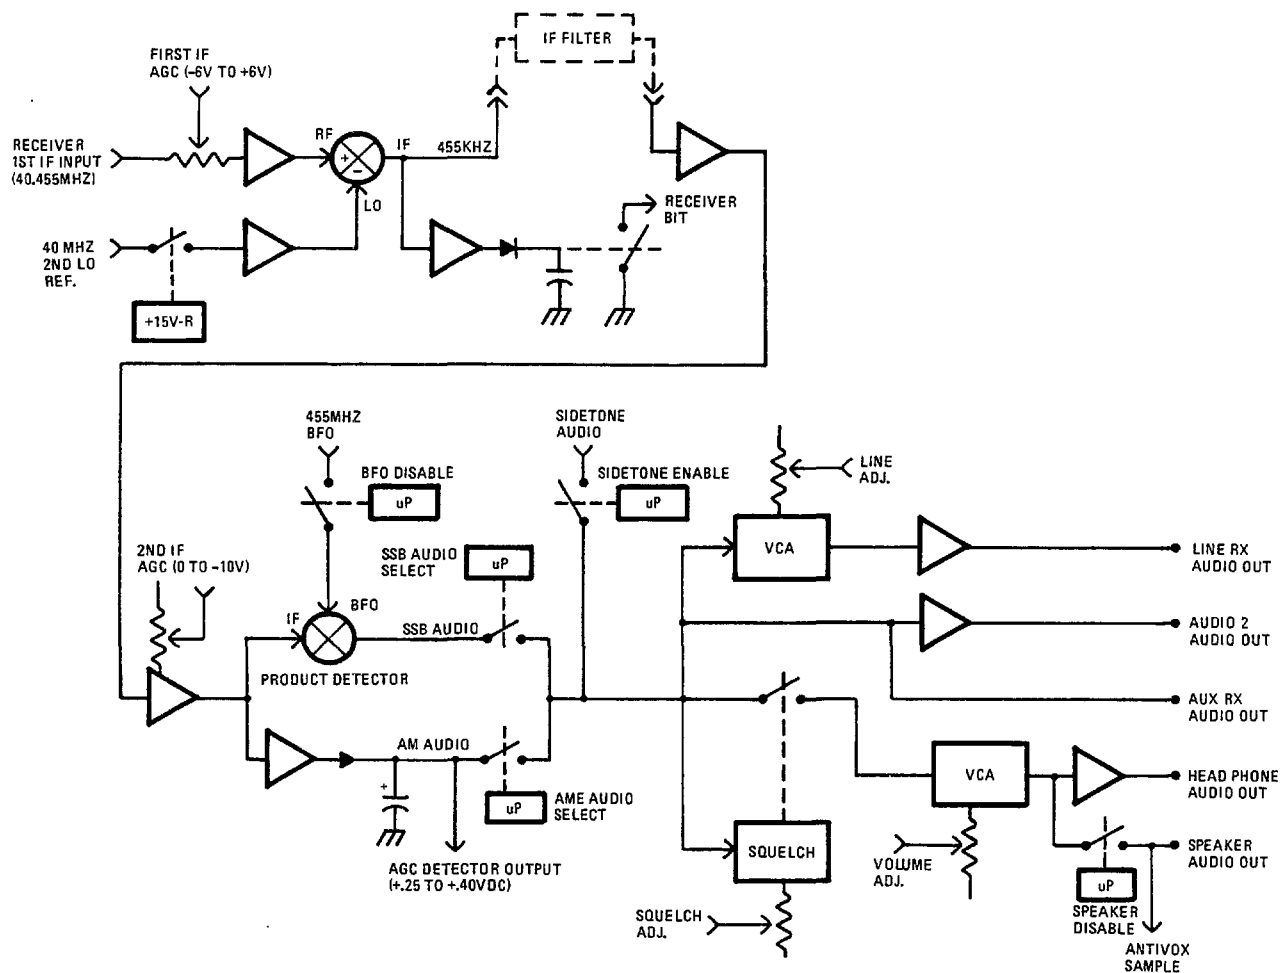 IF FILTER
FIRST IF
AGC (-6V TO +6V)
RECEIVER
1ST IF INPUT
(40.455MHZ)
RF
+
-
IF
455KHZ
LO
RECEIVER
BIT
40 MHZ
2ND LO
REF.
+15V-R
455MHZ
BFO
BFO DISABLE
uP
SIDETONE
AUDIO
SIDETONE ENABLE
uP
LINE
ADJ.
VCA
LINE RX
AUDIO OUT
2ND IF
AGC (0 TO -10V)
SSB AUDIO
SELECT
uP
IF
BFO
SSB AUDIO
PRODUCT DETECTOR
AUDIO 2
AUDIO OUT
AUX RX
AUDIO OUT
AM AUDIO
+
uP
AME AUDIO
SELECT
AGC DETECTOR OUTPUT
(+.25 TO +.40VDC)
VCA
HEAD PHONE
AUDIO OUT
SQUELCH
SQUELCH
ADJ.
VOLUME
ADJ.
SPEAKER
AUDIO OUT
uP
SPEAKER
DISABLE
ANTIVOX
SAMPLE